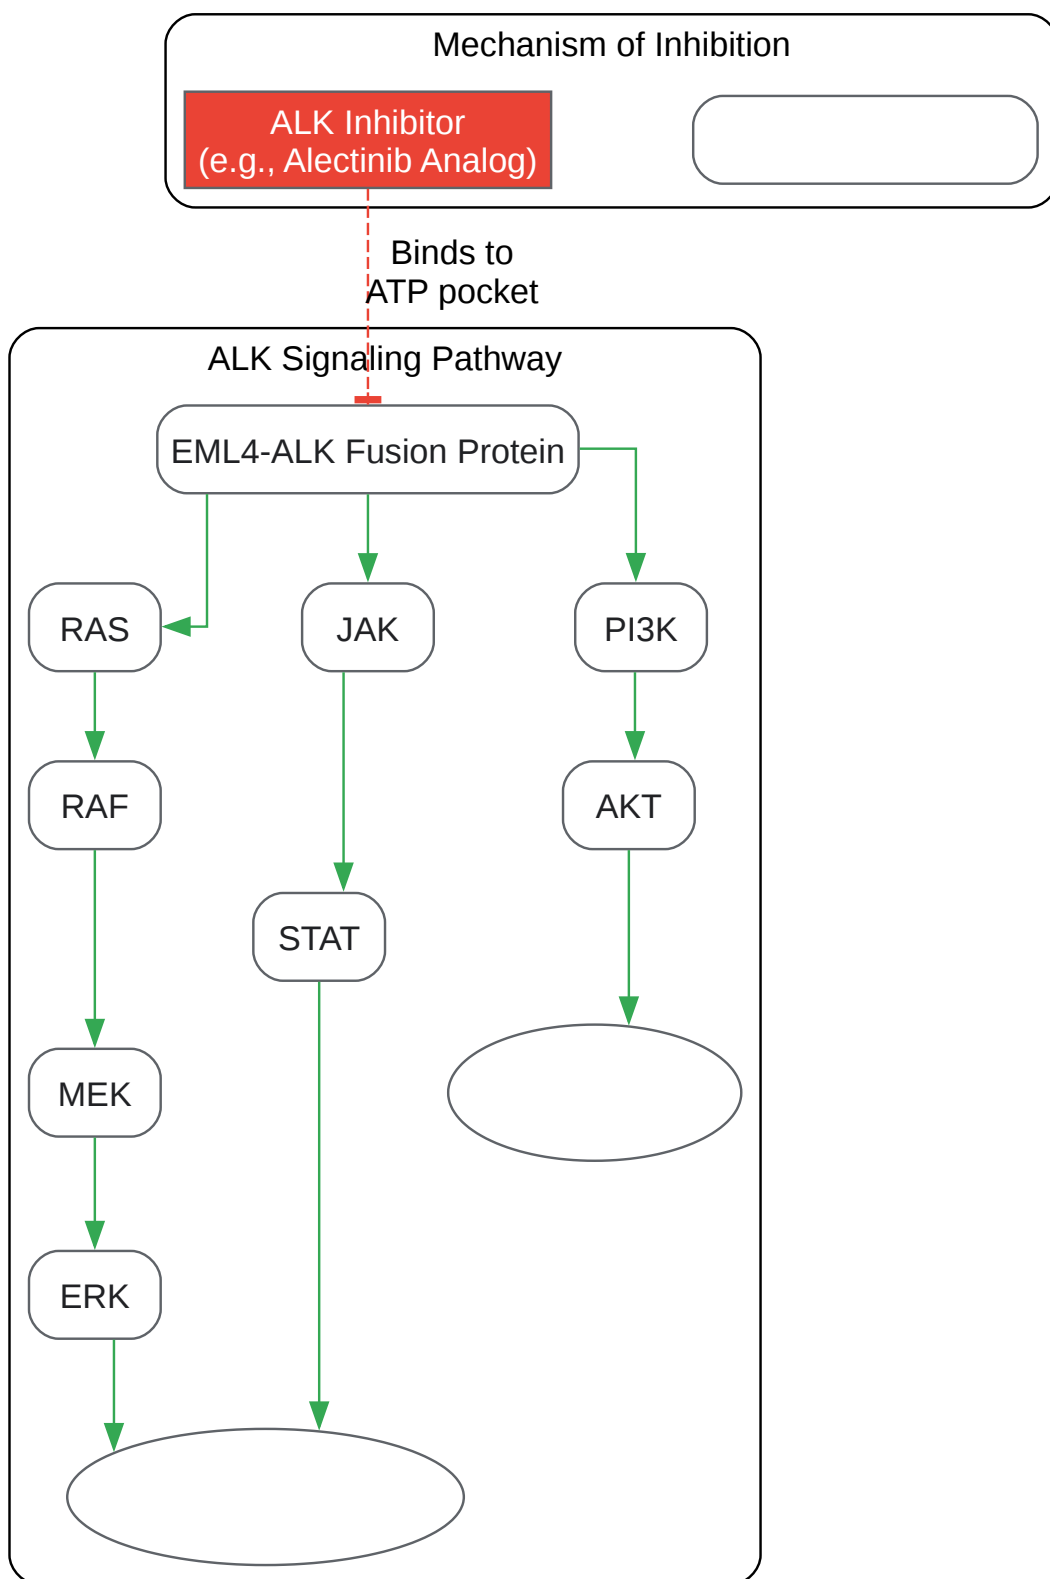 Mechanism of Inhibition
ALK Inhibitor
(e.g., Alectinib Analog)
Binds to
ATP pocket
ALK Signaling Pathway
EML4-ALK Fusion Protein
RAS
JAK
PI3K
RAF
AKT
STAT
MEK
ERK